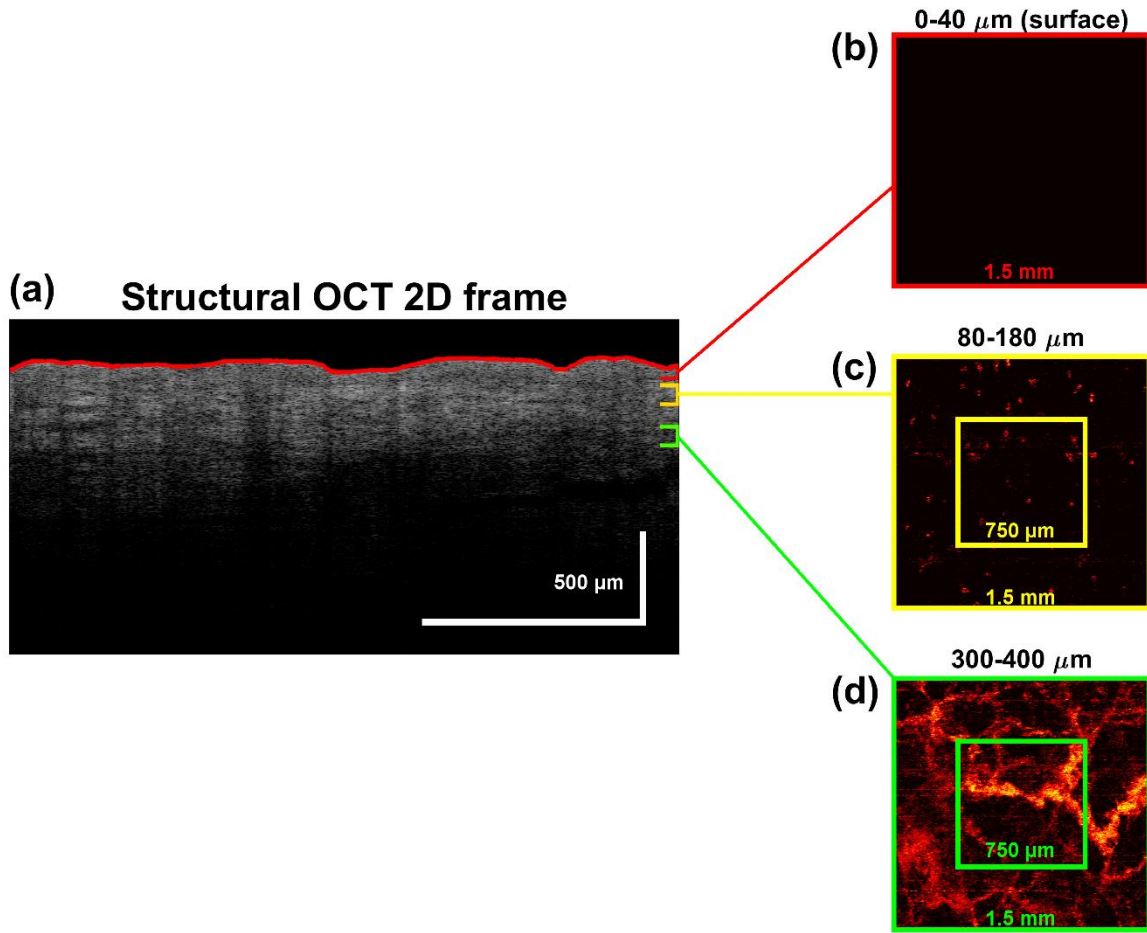 0-40 μm (surface)
(b)
1.5 mm
(a)
Structural OCT 2D frame
500 μm
80-180 μm
(c)
750 μm
1.5 mm
300-400 μm
(d)
750 μm
1.5 mm